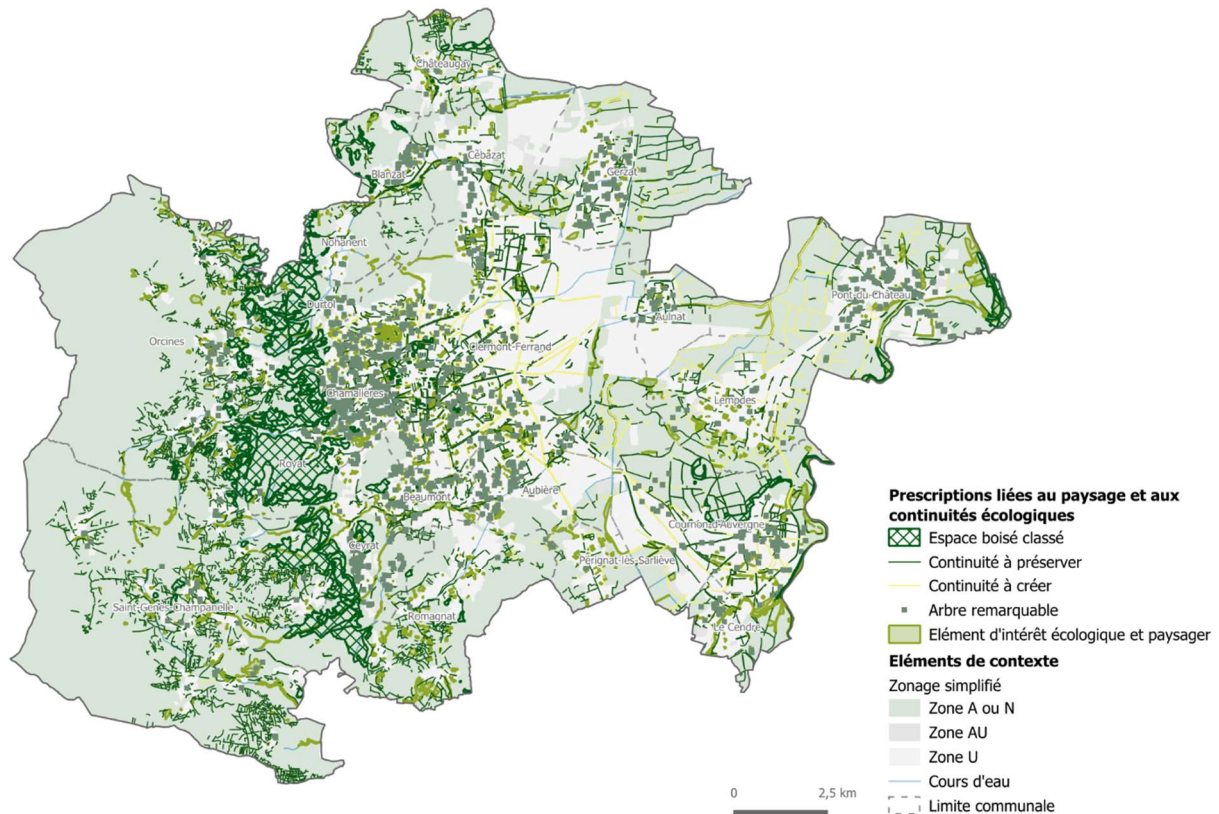 Châteaugay
Cébazat
Gerzat
Blanzat
Nohanent
Durtol
Pont-du-Château
Aulnat
Orcines
Clermont-Ferrand
Chamalières
Lempdes
Royat
Beaumont
Aubière
Cournon-d'Auvergne
Ceyrat
Pérignat-lès-Sarliève
Saint-Genès-Champanelle
Romagnat
Le Cendre
Prescriptions liées au paysage et aux
continuités écologiques
Espace boisé classé
Continuité à préserver
Continuité à créer
Arbre remarquable
Elément d'intérêt écologique et paysager
Eléments de contexte
Zonage simplifié
Zone A ou N
Zone AU
Zone U
Cours d'eau
Limite communale
0 2,5 km